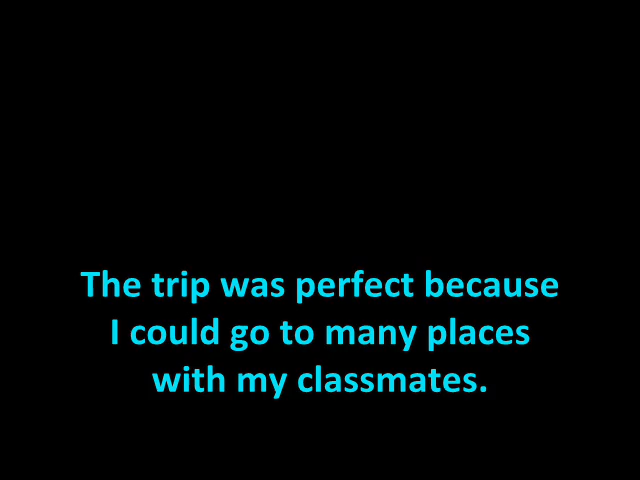 The trip was perfect because
I could go to many places
with my classmates.